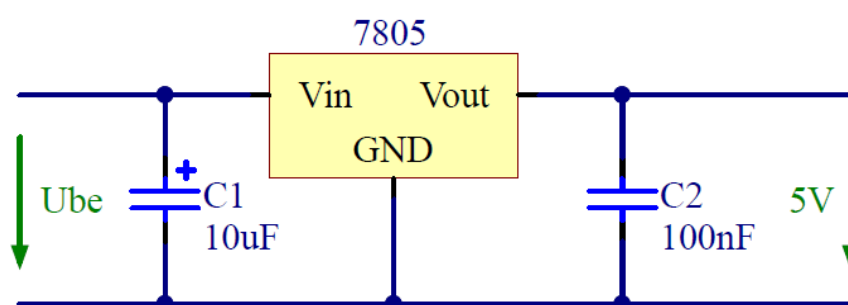 7805
Vin
Vout
GND
+
Ube
C1
10uF
C2
100nF
5V